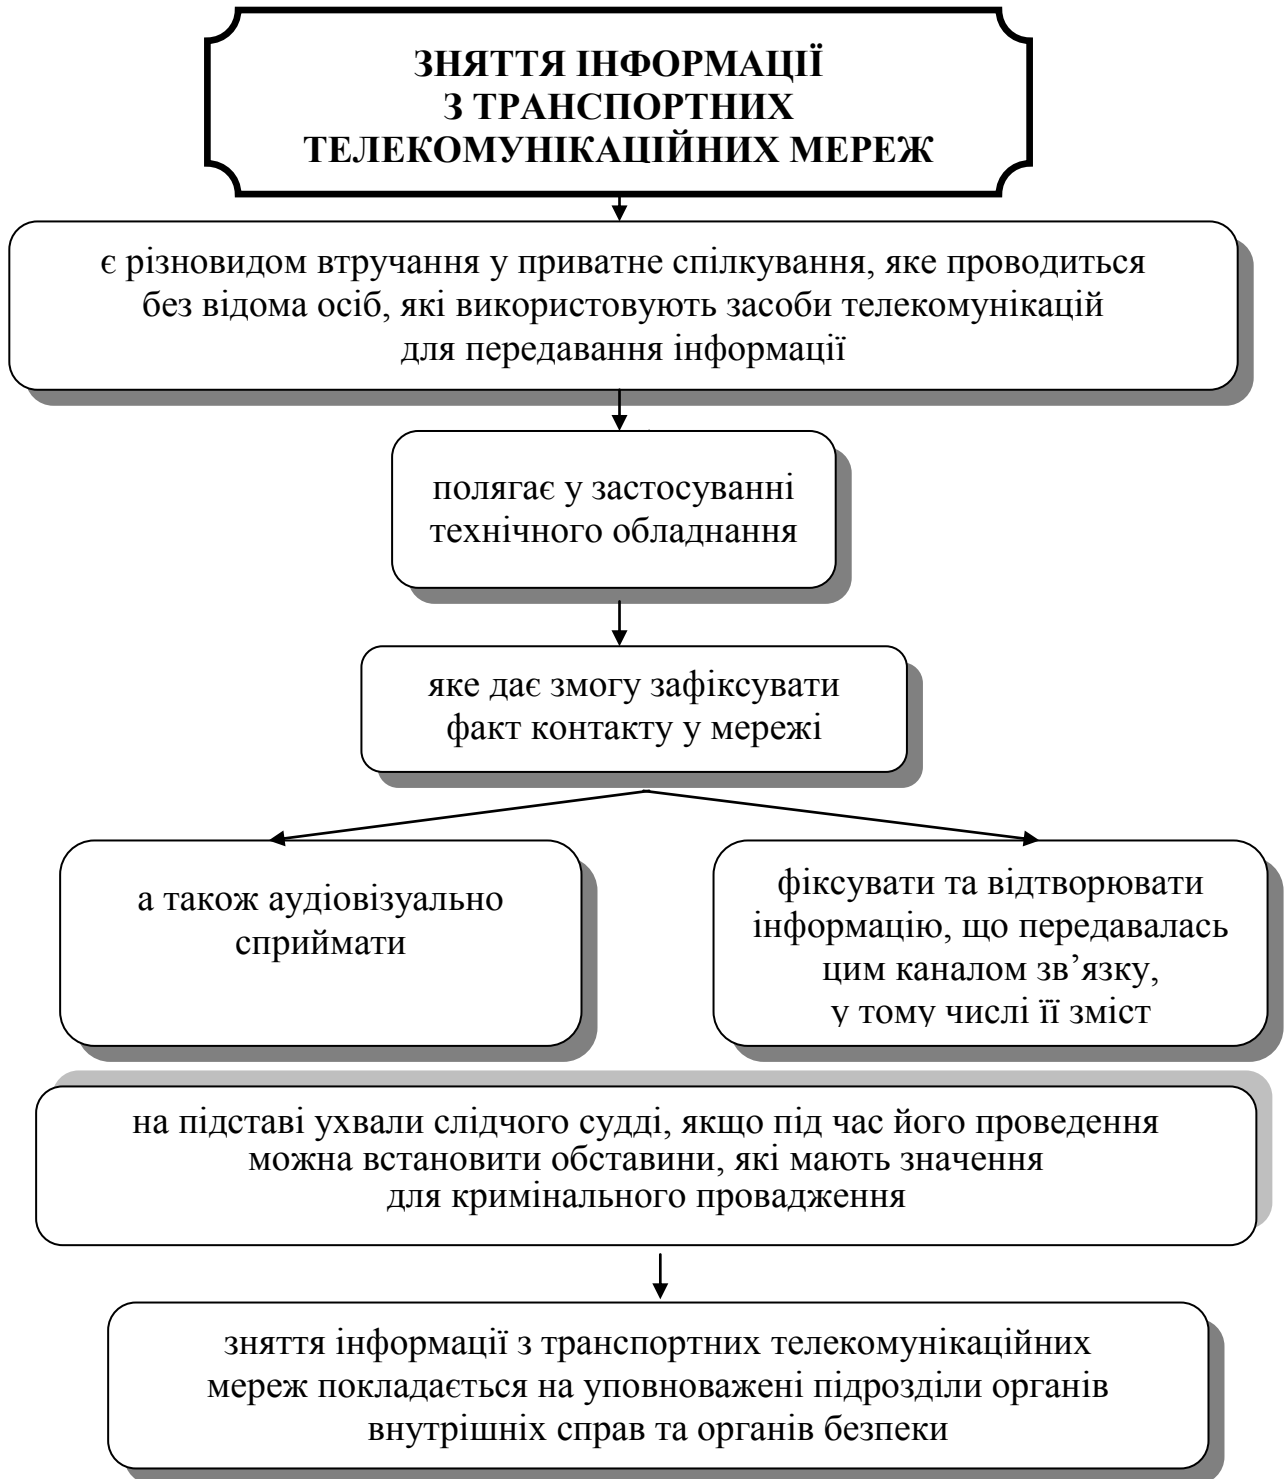 ЗНЯТТЯ ІНФОРМАЦІЇ
З ТРАНСПОРТНИХ
ТЕЛЕКОМУНІКАЦІЙНИХ МЕРЕЖ
є різновидом втручання у приватне спілкування, яке проводиться
без відома осіб, які використовують засоби телекомунікацій
для передавання інформації
полягає у застосуванні
технічного обладнання
яке дає змогу зафіксувати
факт контакту у мережі
а також аудіовізуально
сприймати
фіксувати та відтворювати
інформацію, що передавалась
цим каналом зв’язку,
у тому числі її зміст
на підставі ухвали слідчого судді, якщо під час його проведення
можна встановити обставини, які мають значення
для кримінального провадження
зняття інформації з транспортних телекомунікаційних
мереж покладається на уповноважені підрозділи органів
внутрішніх справ та органів безпеки